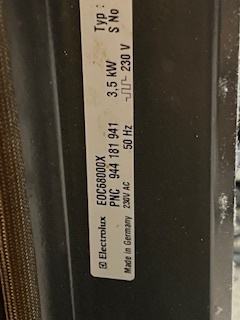 Electrolux EOC68000X Typ :
PNC 944 181 941 3,5 kW S No
Made in Germany 230V AC 50 Hz 230 V